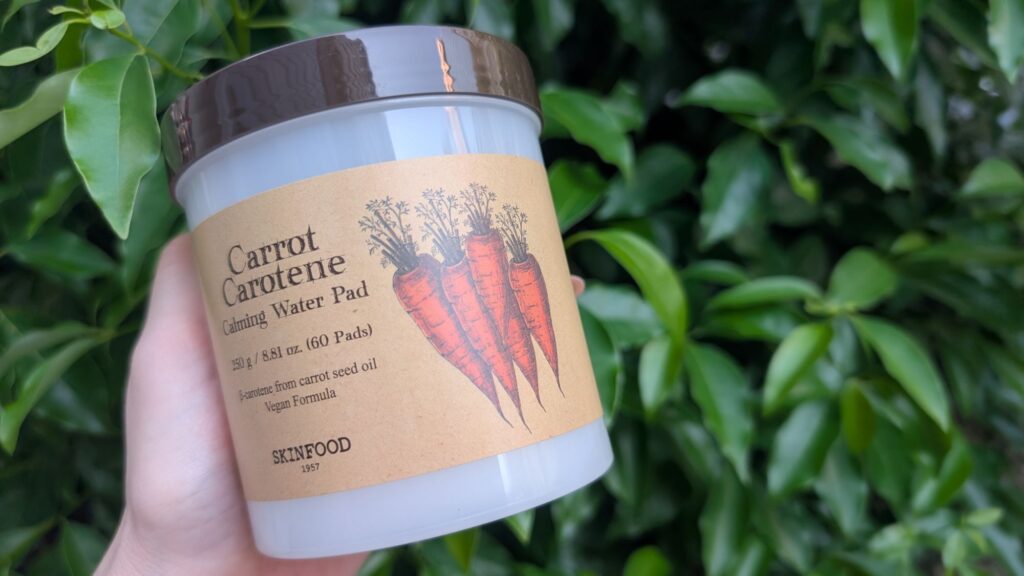 Carrot
Carotene
Calming Water Pad
250 g / 8.81 oz. (60 Pads)
β-carotene from carrot seed oil
Vegan Formula
SKINFOOD
1957